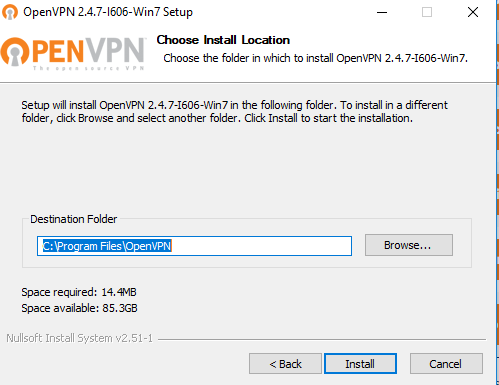 OpenVPN 2.4.7-I606-Win7 Setup
OPENVPN™
The open source VPN
Choose Install Location
Choose the folder in which to install OpenVPN 2.4.7-I606-Win7.
Setup will install OpenVPN 2.4.7-I606-Win7 in the following folder. To install in a different
folder, click Browse and select another folder. Click Install to start the installation.
Destination Folder
C:\Program Files\OpenVPN
Browse...
Space required: 14.4MB
Space available: 85.3GB
Nullsoft Install System v2.51-1
< Back
Install
Cancel